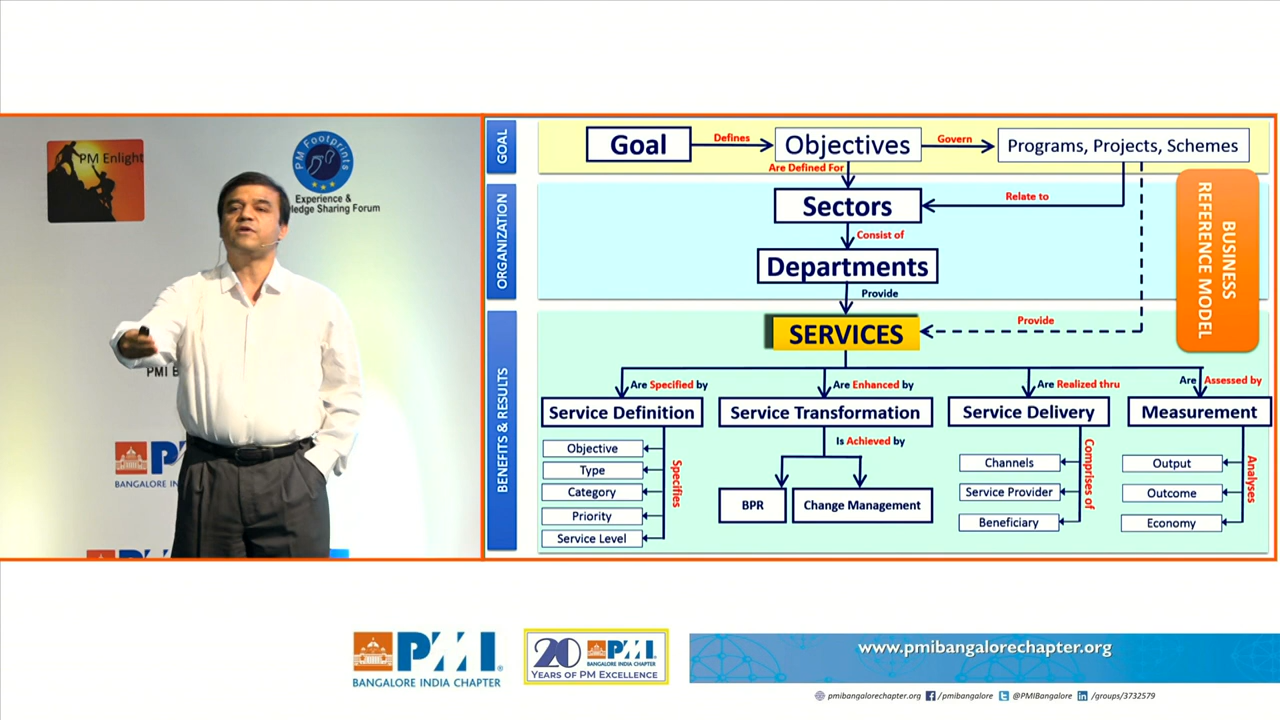 PM Enlight
PM Footprints
Experience &
ledge Sharing Forum
PMI B
BANGALORE IN
GOAL
Goal
Defines
Objectives
Govern
Programs, Projects, Schemes
Are Defined For
ORGANIZATION
Sectors
Relate to
Consist of
Departments
Provide
BUSINESS
REFERENCE MODEL
BENEFITS & RESULTS
SERVICES
Provide
Are Specified by
Are Enhanced by
Are Realized thru
Are Assessed by
Service Definition
Service Transformation
Service Delivery
Measurement
Objective
Type
Category
Priority
Service Level
Specifies
Is Achieved by
BPR
Change Management
Channels
Service Provider
Beneficiary
Comprises of
Output
Outcome
Economy
Analyses
PMI
BANGALORE INDIA CHAPTER
20
PMI
BANGALORE INDIA CHAPTER
YEARS OF PM EXCELLENCE
www.pmibangalorechapter.org
pmibangalorechapter.org /pmibangalore @PMIBangalore /groups/3732579